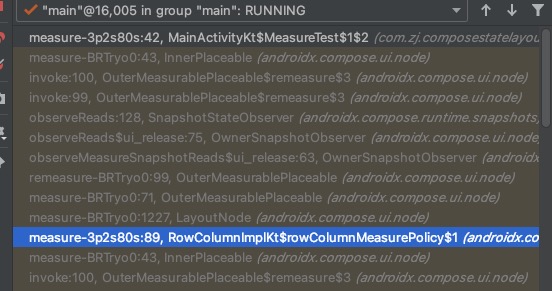 "main"@16,005 in group "main": RUNNING
measure-3p2s80s:42, MainActivityKt$MeasureTest$1$2 (com.zj.composestatelayou
measure-BRTryo0:43, InnerPlaceable (androidx.compose.ui.node)
invoke:100, OuterMeasurablePlaceable$remeasure$3 (androidx.compose.ui.node)
invoke:99, OuterMeasurablePlaceable$remeasure$3 (androidx.compose.ui.node)
observeReads:128, SnapshotStateObserver (androidx.compose.runtime.snapshots,
observeReads$ui_release:75, OwnerSnapshotObserver (androidx.compose.ui.node)
observeMeasureSnapshotReads$ui_release:63, OwnerSnapshotObserver (androidx.c
remeasure-BRTryo0:99, OuterMeasurablePlaceable (androidx.compose.ui.node)
measure-BRTryo0:71, OuterMeasurablePlaceable (androidx.compose.ui.node)
measure-BRTryo0:1227, LayoutNode (androidx.compose.ui.node)
measure-3p2s80s:89, RowColumnImplKt$rowColumnMeasurePolicy$1 (androidx.co
measure-BRTryo0:43, InnerPlaceable (androidx.compose.ui.node)
invoke:100, OuterMeasurablePlaceable$remeasure$3 (androidx.compose.ui.node)